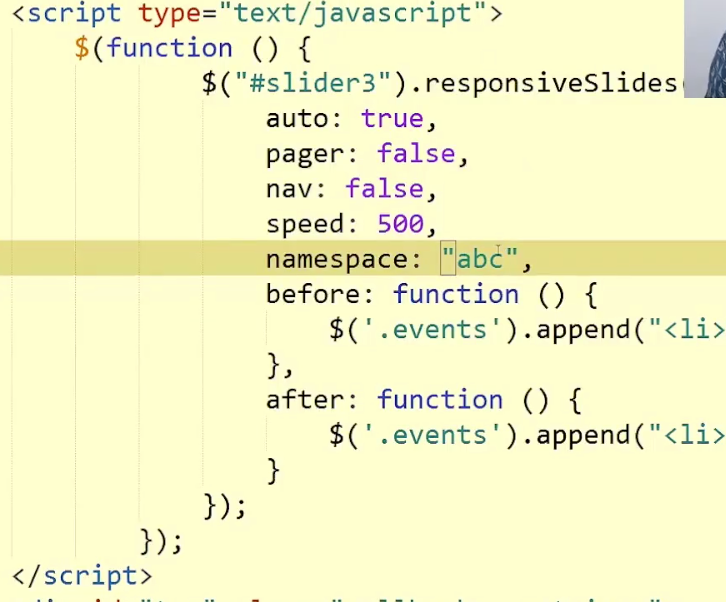 <script type="text/javascript">
$(function () {
$("#slider3").responsiveSlides
auto: true,
pager: false,
nav: false,
speed: 500,
namespace: "abc",
before: function () {
$('.events').append("<li>
},
after: function () {
$('.events').append("<li>
}
});
});
</script>